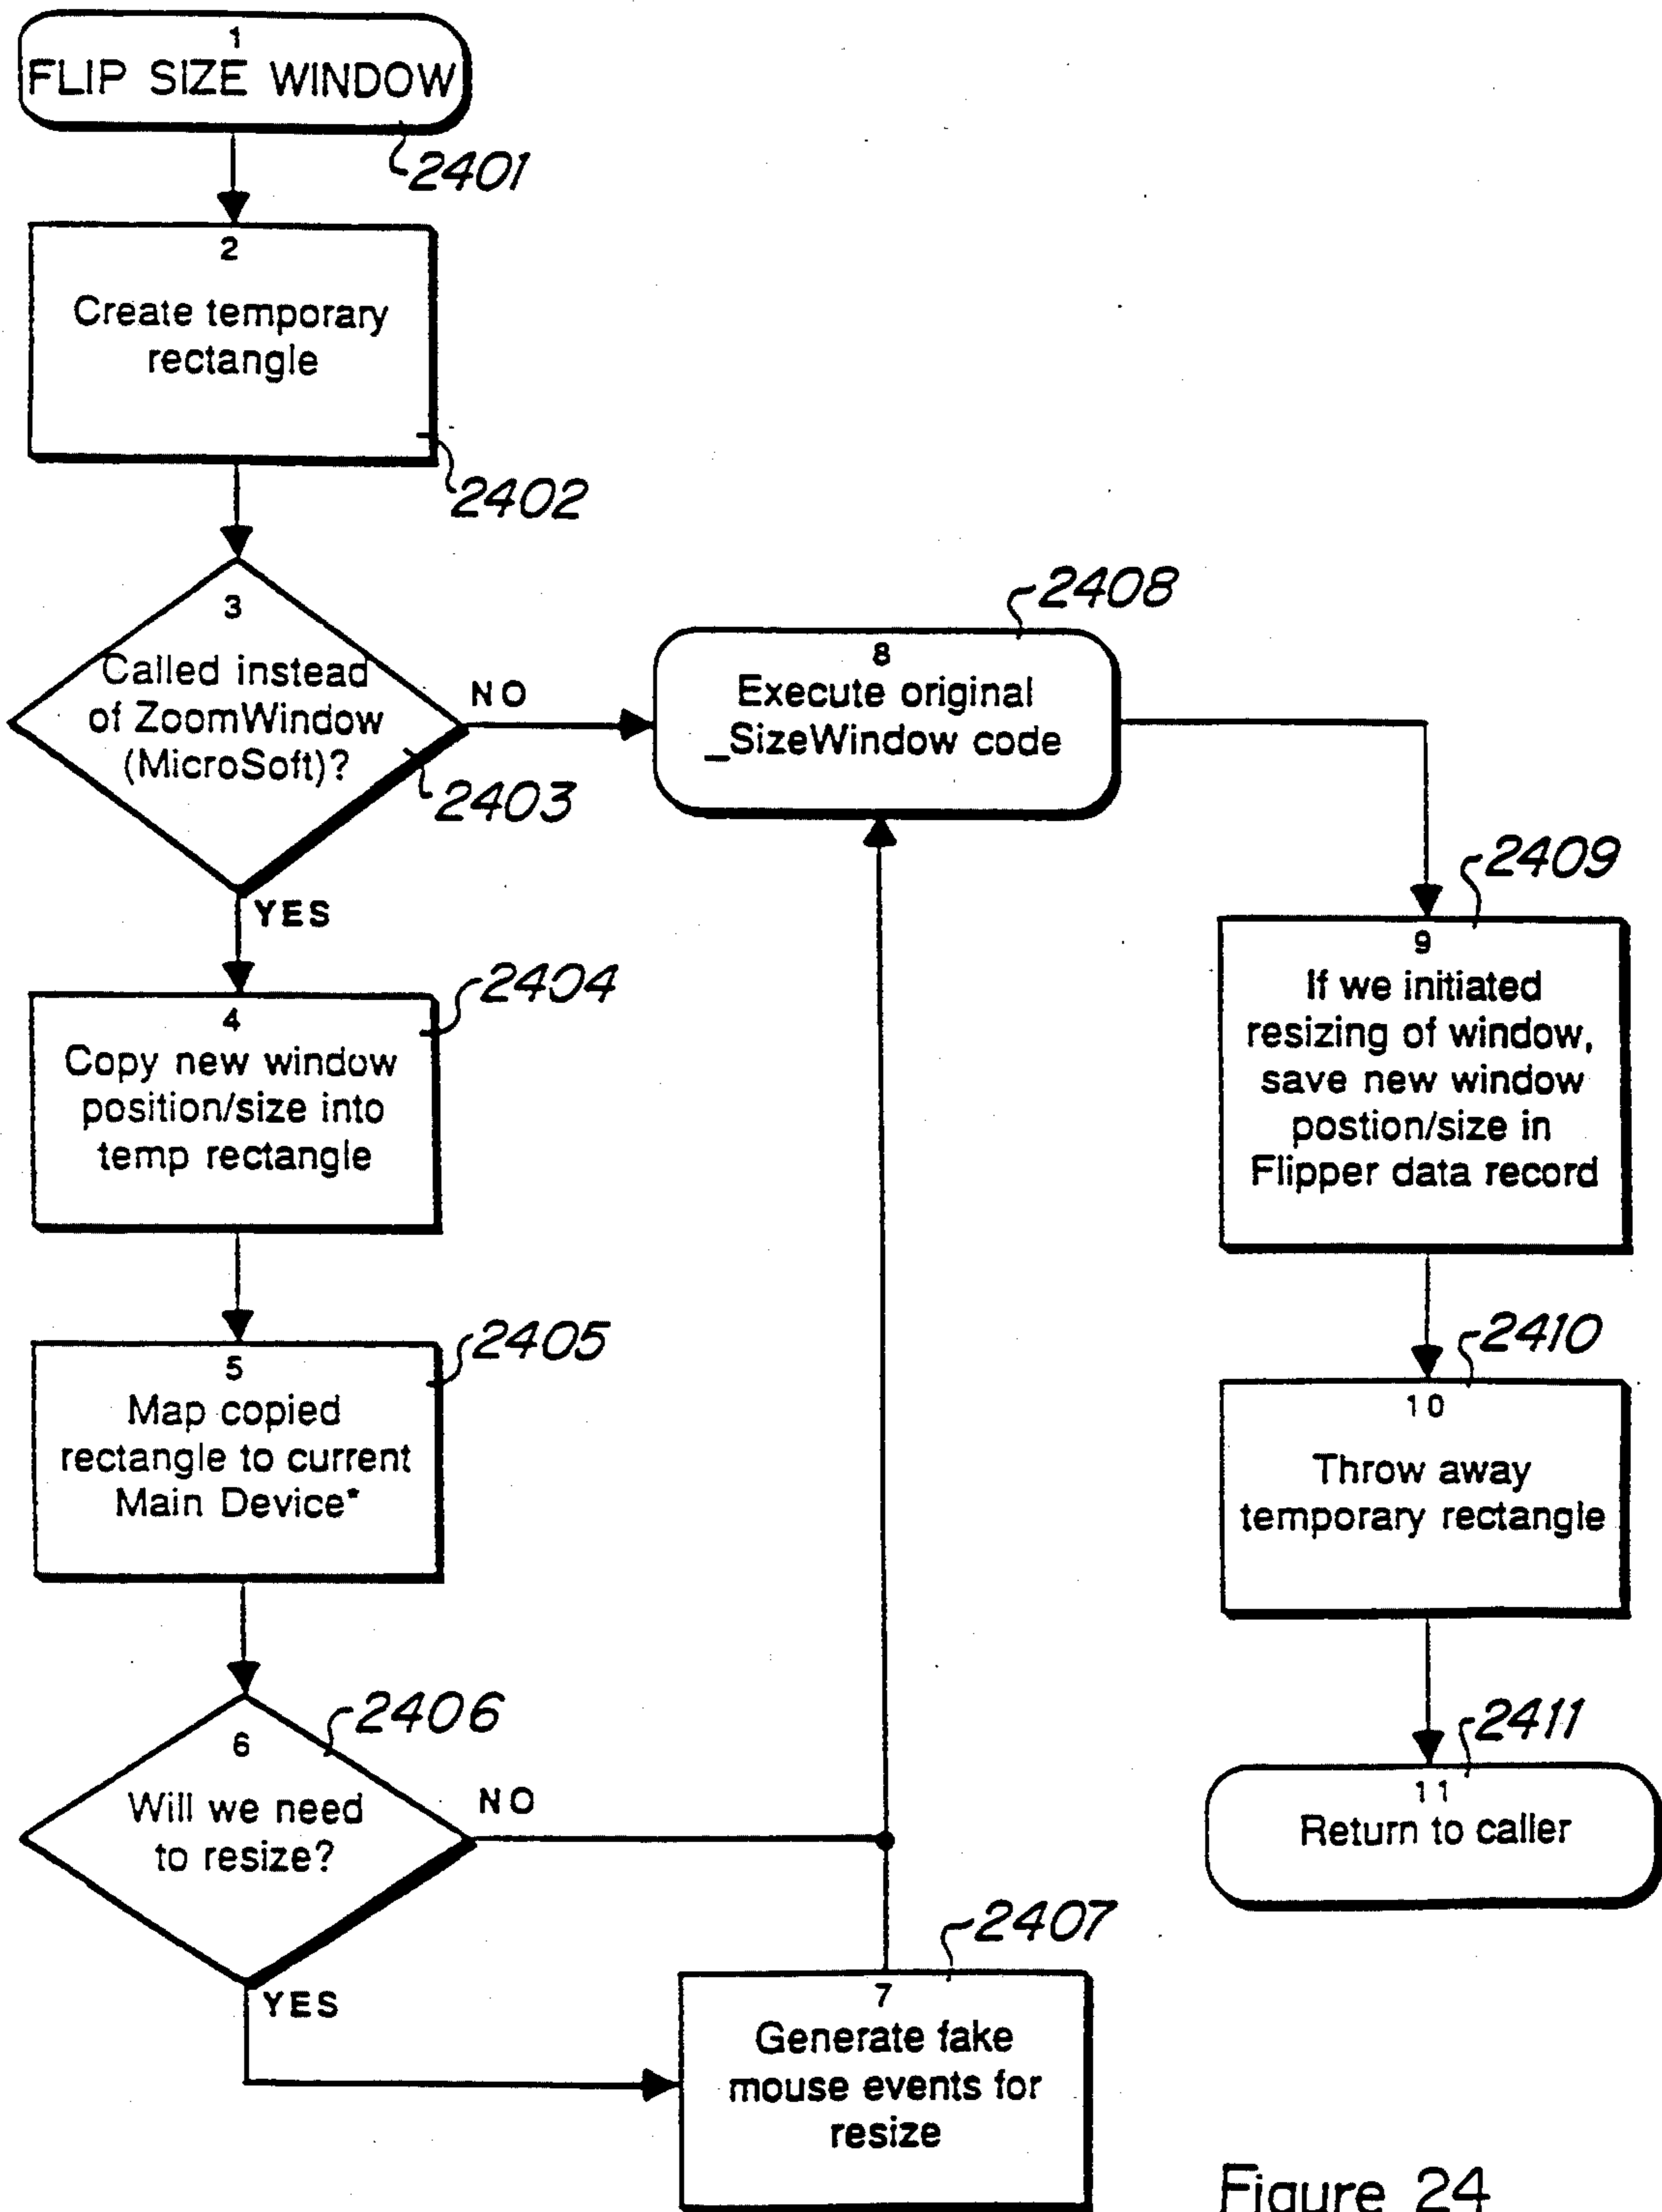 1
FLIP SIZE WINDOW
2401
2
Create temporary
rectangle
2402
3
Called instead
of ZoomWindow
(MicroSoft)?
2403
NO
YES
4
Copy new window
position/size into
temp rectangle
2404
5
Map copied
rectangle to current
Main Device*
2405
6
Will we need
to resize?
2406
NO
YES
7
Generate fake
mouse events for
resize
2407
8
Execute original
_SizeWindow code
2408
9
If we initiated
resizing of window,
save new window
postion/size in
Flipper data record
2409
10
Throw away
temporary rectangle
2410
11
Return to caller
2411
Figure 24